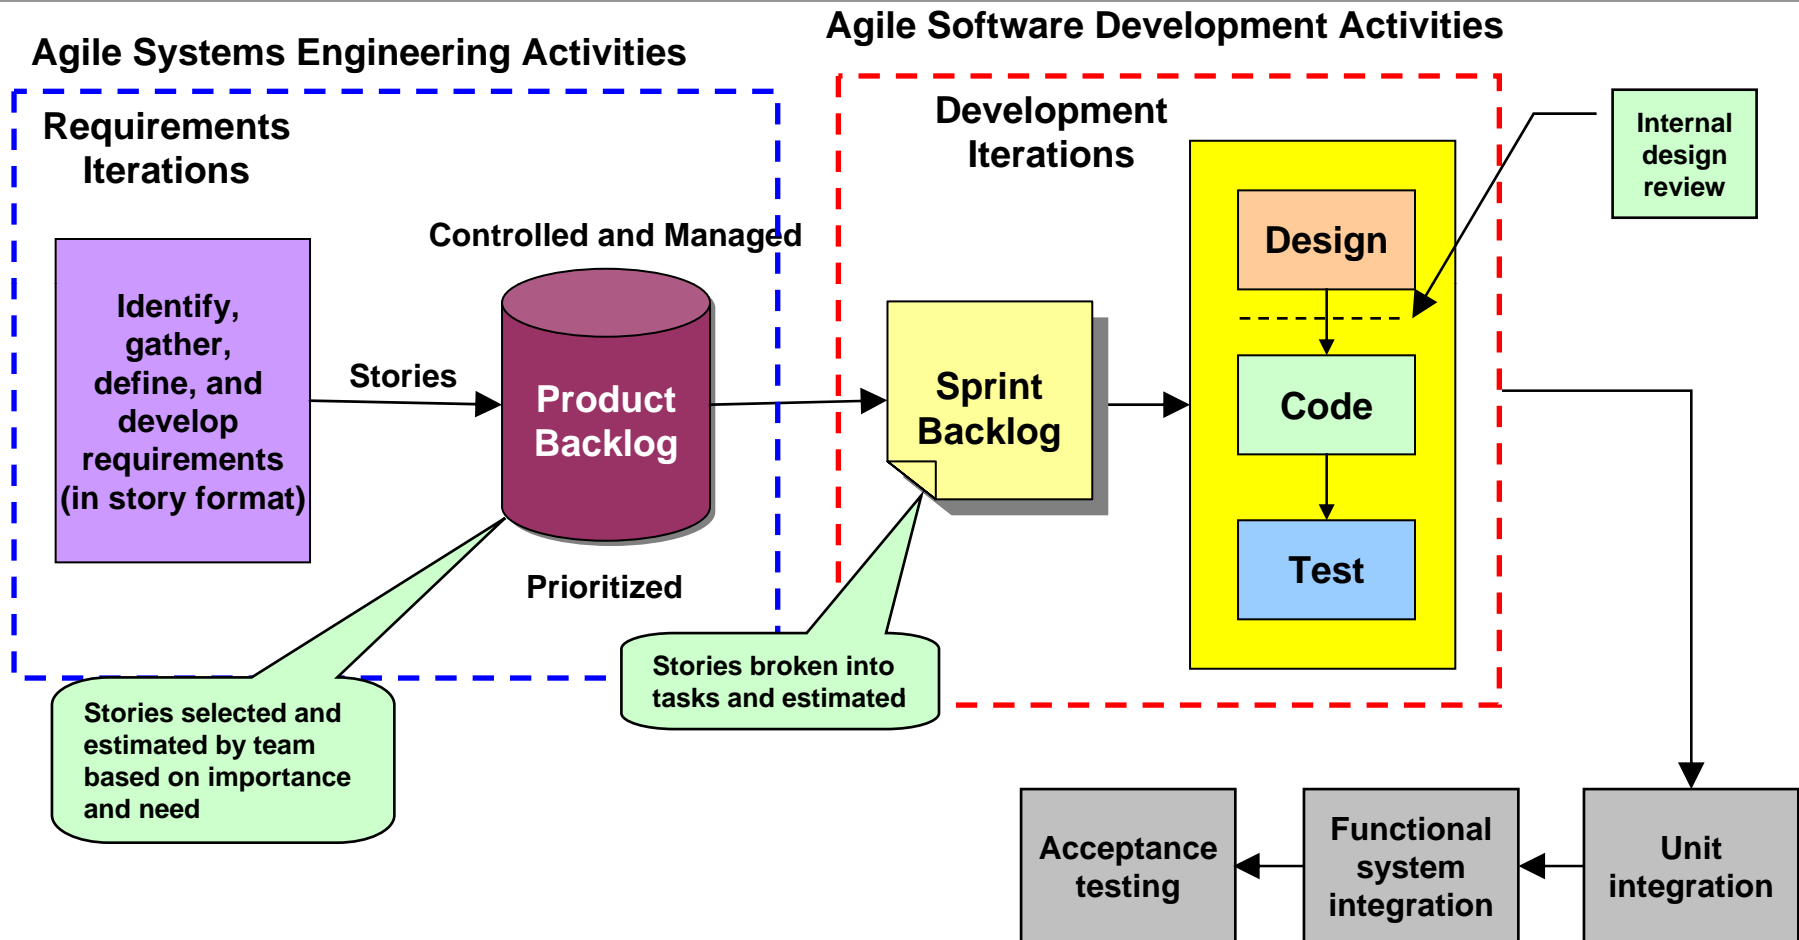 Agile Systems Engineering Activities
Agile Software Development Activities
Requirements
Iterations
Identify,
gather,
define, and
develop
requirements
(in story format)
Stories
Controlled and Managed
Product
Backlog
Prioritized
Stories selected and
estimated by team
based on importance
and need
Development
Iterations
Sprint
Backlog
Stories broken into
tasks and estimated
Design
Code
Test
Internal
design
review
Unit
integration
Functional
system
integration
Acceptance
testing